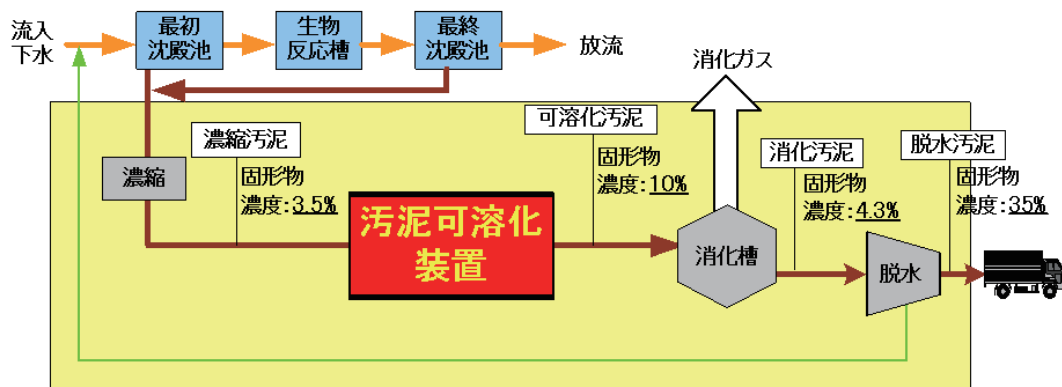 流入
下水
最初
沈殿池
生物
反応槽
最終
沈殿池
放流
消化ガス
濃縮
濃縮汚泥
固形物
濃度:3.5%
汚泥可溶化
装置
可溶化汚泥
固形物
濃度:10%
消化槽
消化汚泥
固形物
濃度:4.3%
脱水
脱水汚泥
固形物
濃度:35%